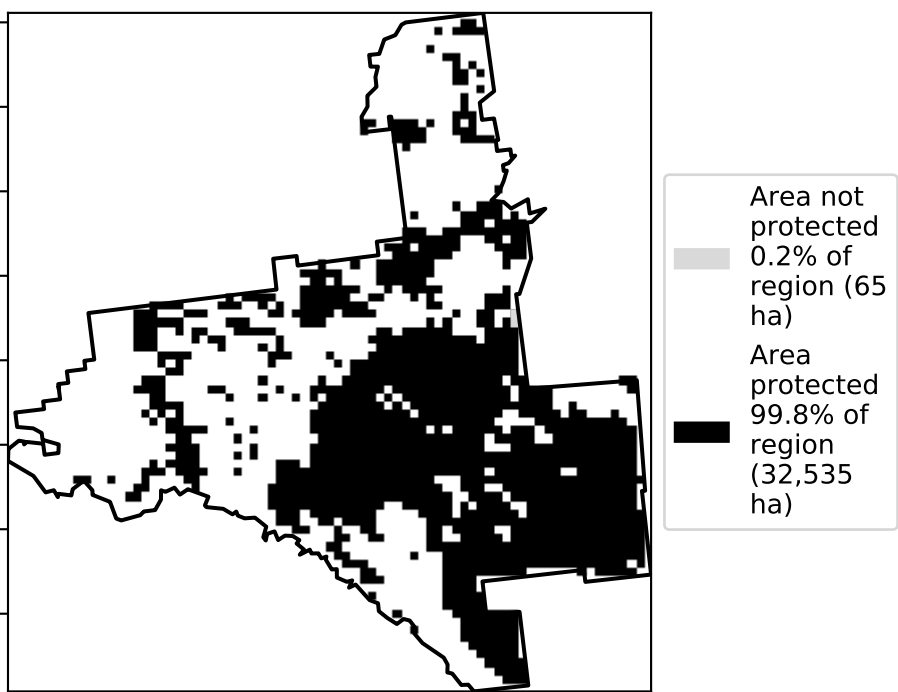 Area not
protected
0.2% of
region (65
ha)
Area
protected
99.8% of
region
(32,535
ha)